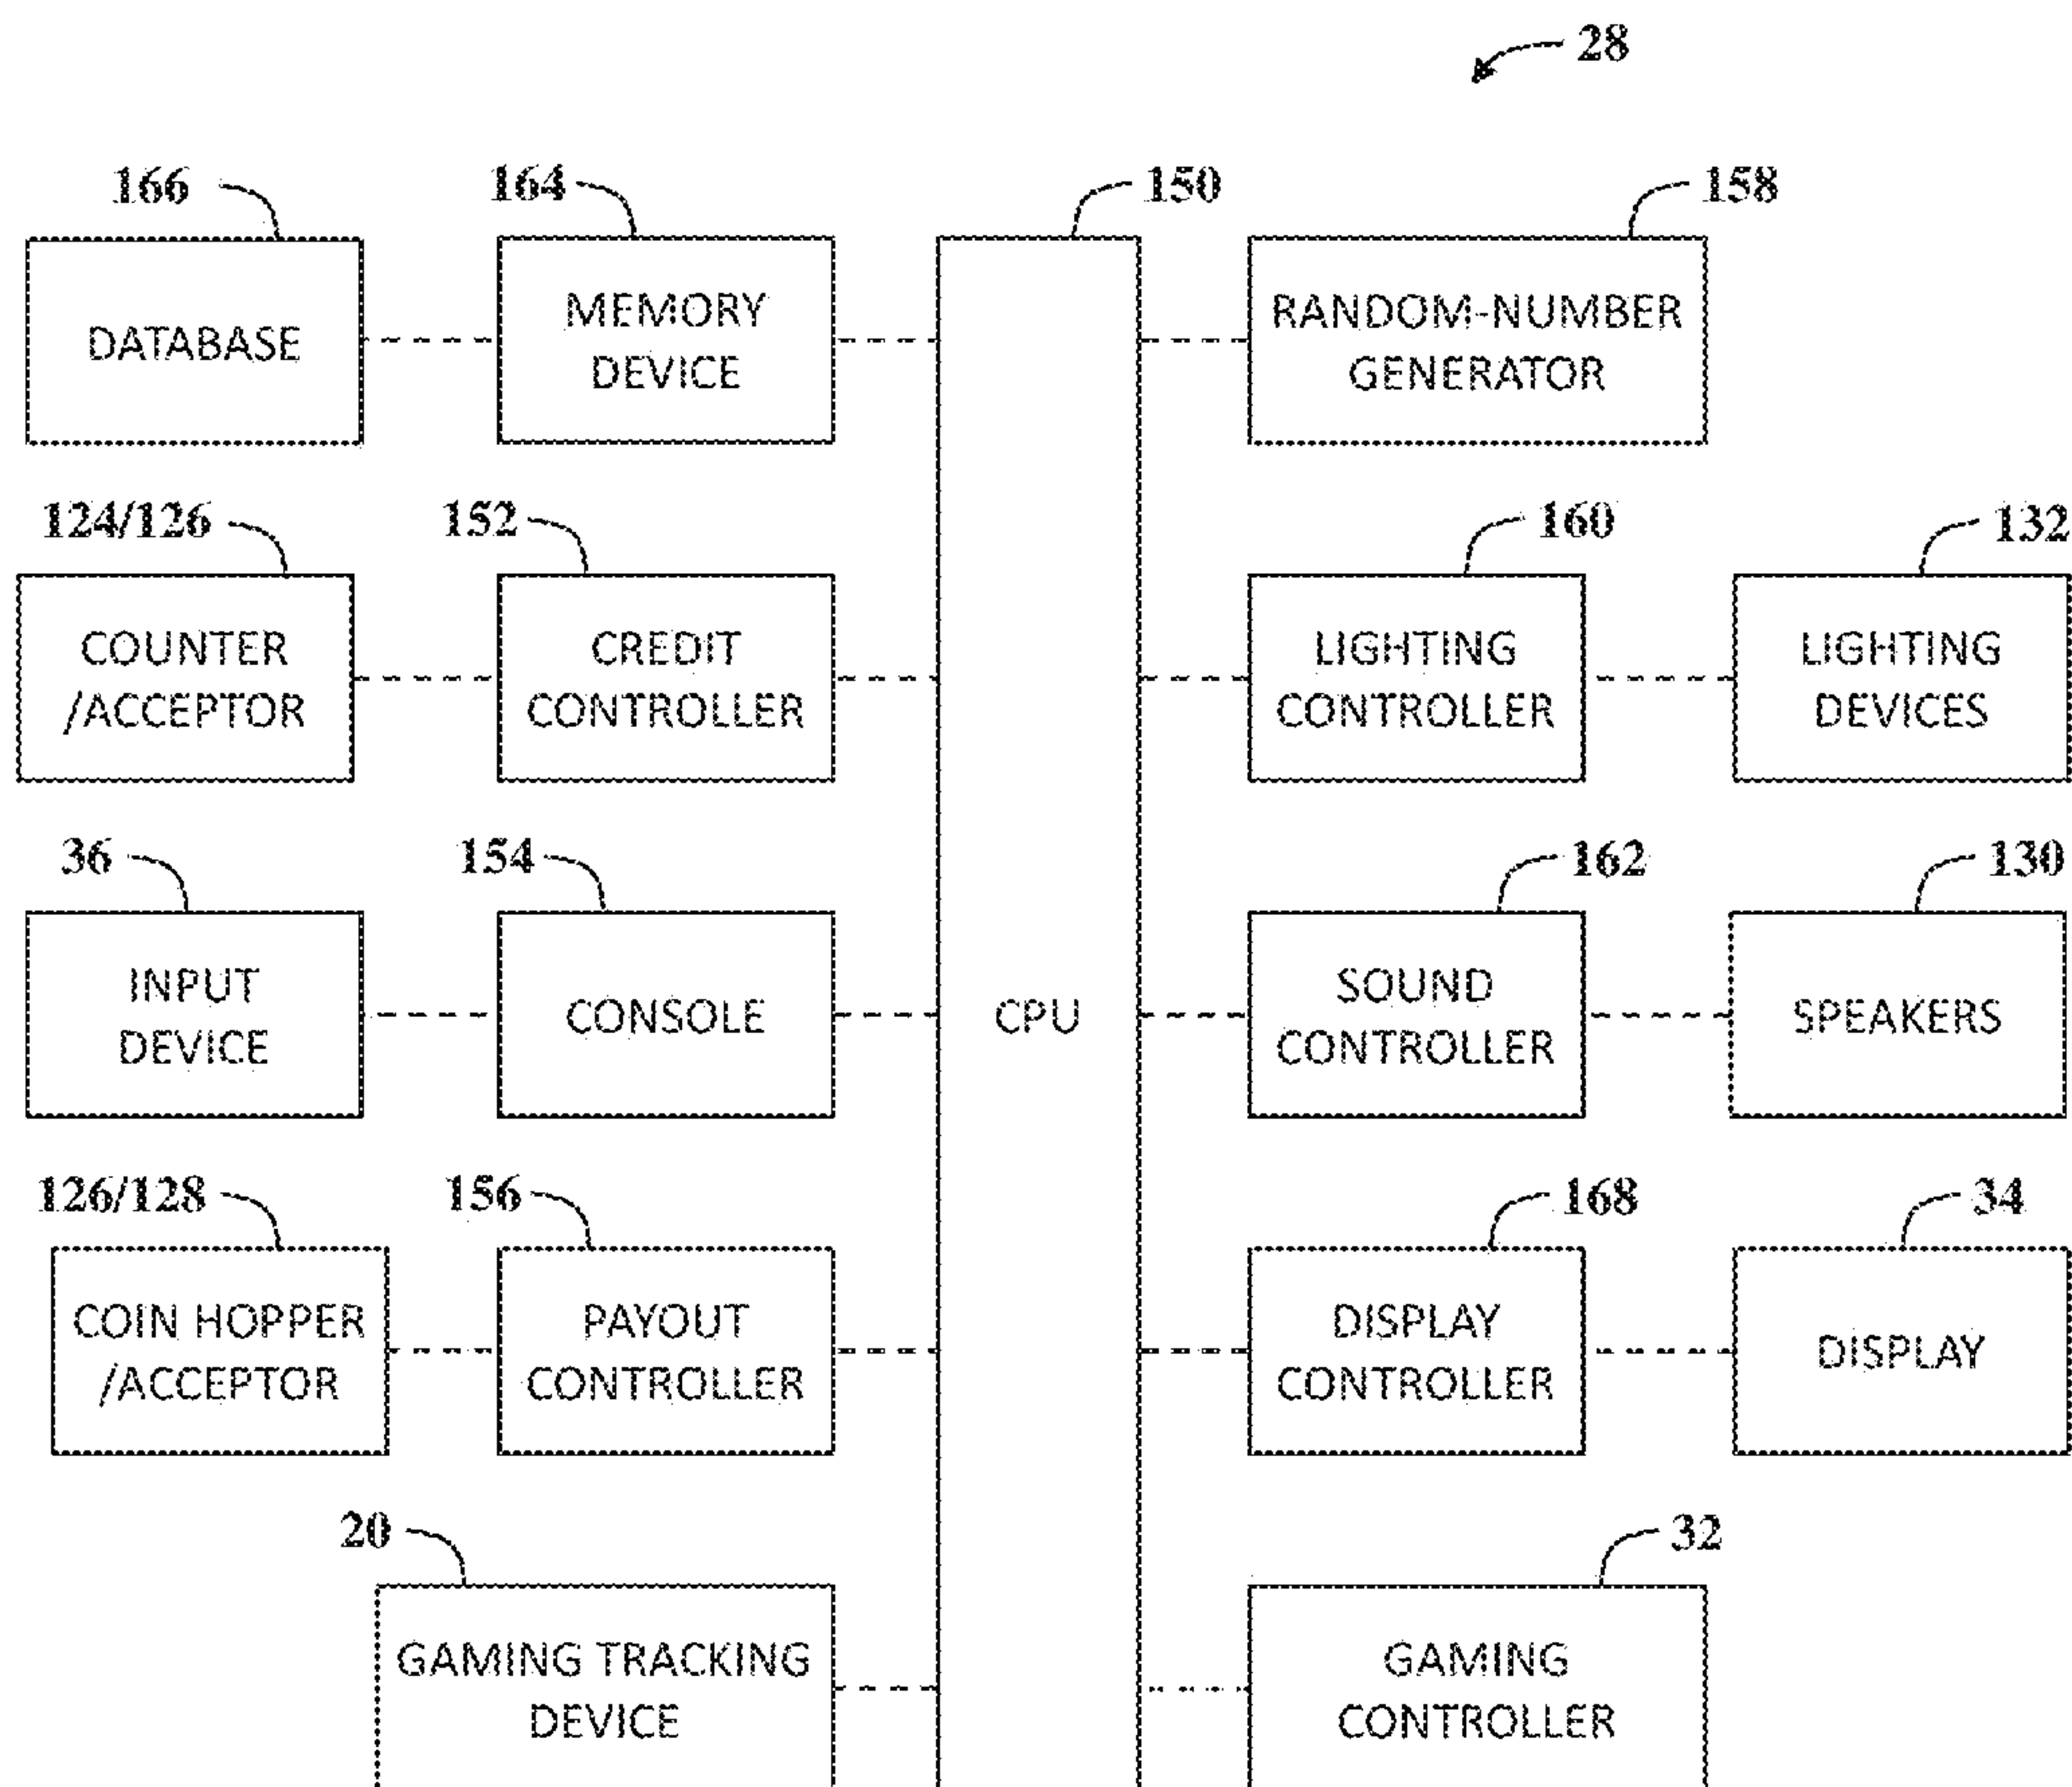 28
166
164
150
158
DATABASE
MEMORY
DEVICE
RANDOM-NUMBER
GENERATOR
124/126
152
160
132
COUNTER
/ACCEPTOR
CREDIT
CONTROLLER
LIGHTING
CONTROLLER
LIGHTING
DEVICES
36
154
162
130
INPUT
DEVICE
CONSOLE
CPU
SOUND
CONTROLLER
SPEAKERS
126/128
156
168
34
COIN HOPPER
/ACCEPTOR
PAYOUT
CONTROLLER
DISPLAY
CONTROLLER
DISPLAY
20
32
GAMING TRACKING
DEVICE
GAMING
CONTROLLER